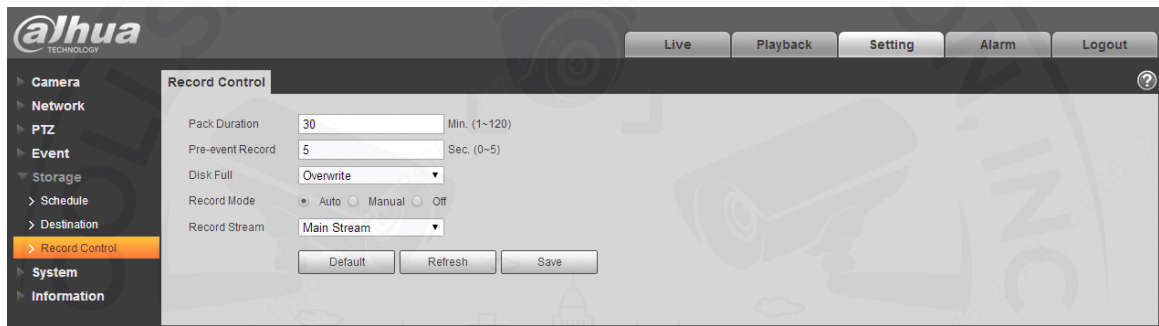 alhua
TECHNOLOGY
Live Playback Setting Alarm Logout
Camera
Network
PTZ
Event
Storage
> Schedule
> Destination
> Record Control
System
Information
Record Control
?
Pack Duration 30 Min. (1~120)
Pre-event Record 5 Sec. (0~5)
Disk Full Overwrite
Record Mode Auto Manual Off
Record Stream Main Stream
Default Refresh Save